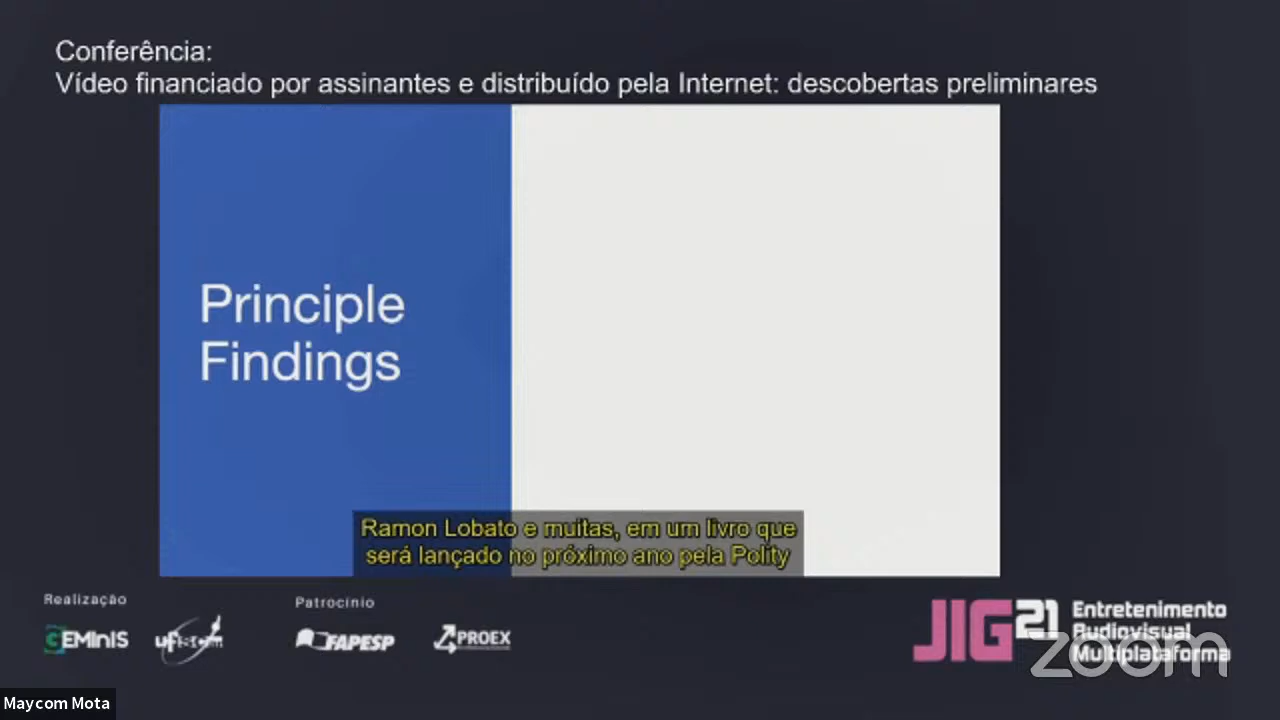 Conferência:
Vídeo financiado por assinantes e distribuído pela Internet: descobertas preliminares
Principle
Findings
Ramon Lobato e muitas, em um livro que
será lançado no próximo ano pela Polity
Realização
Patrocínio
GEMInIS
FAPESP
PROEX
JIG21
Entretenimento
Audiovisual
Multiplataforma
zoom
Maycom Mota